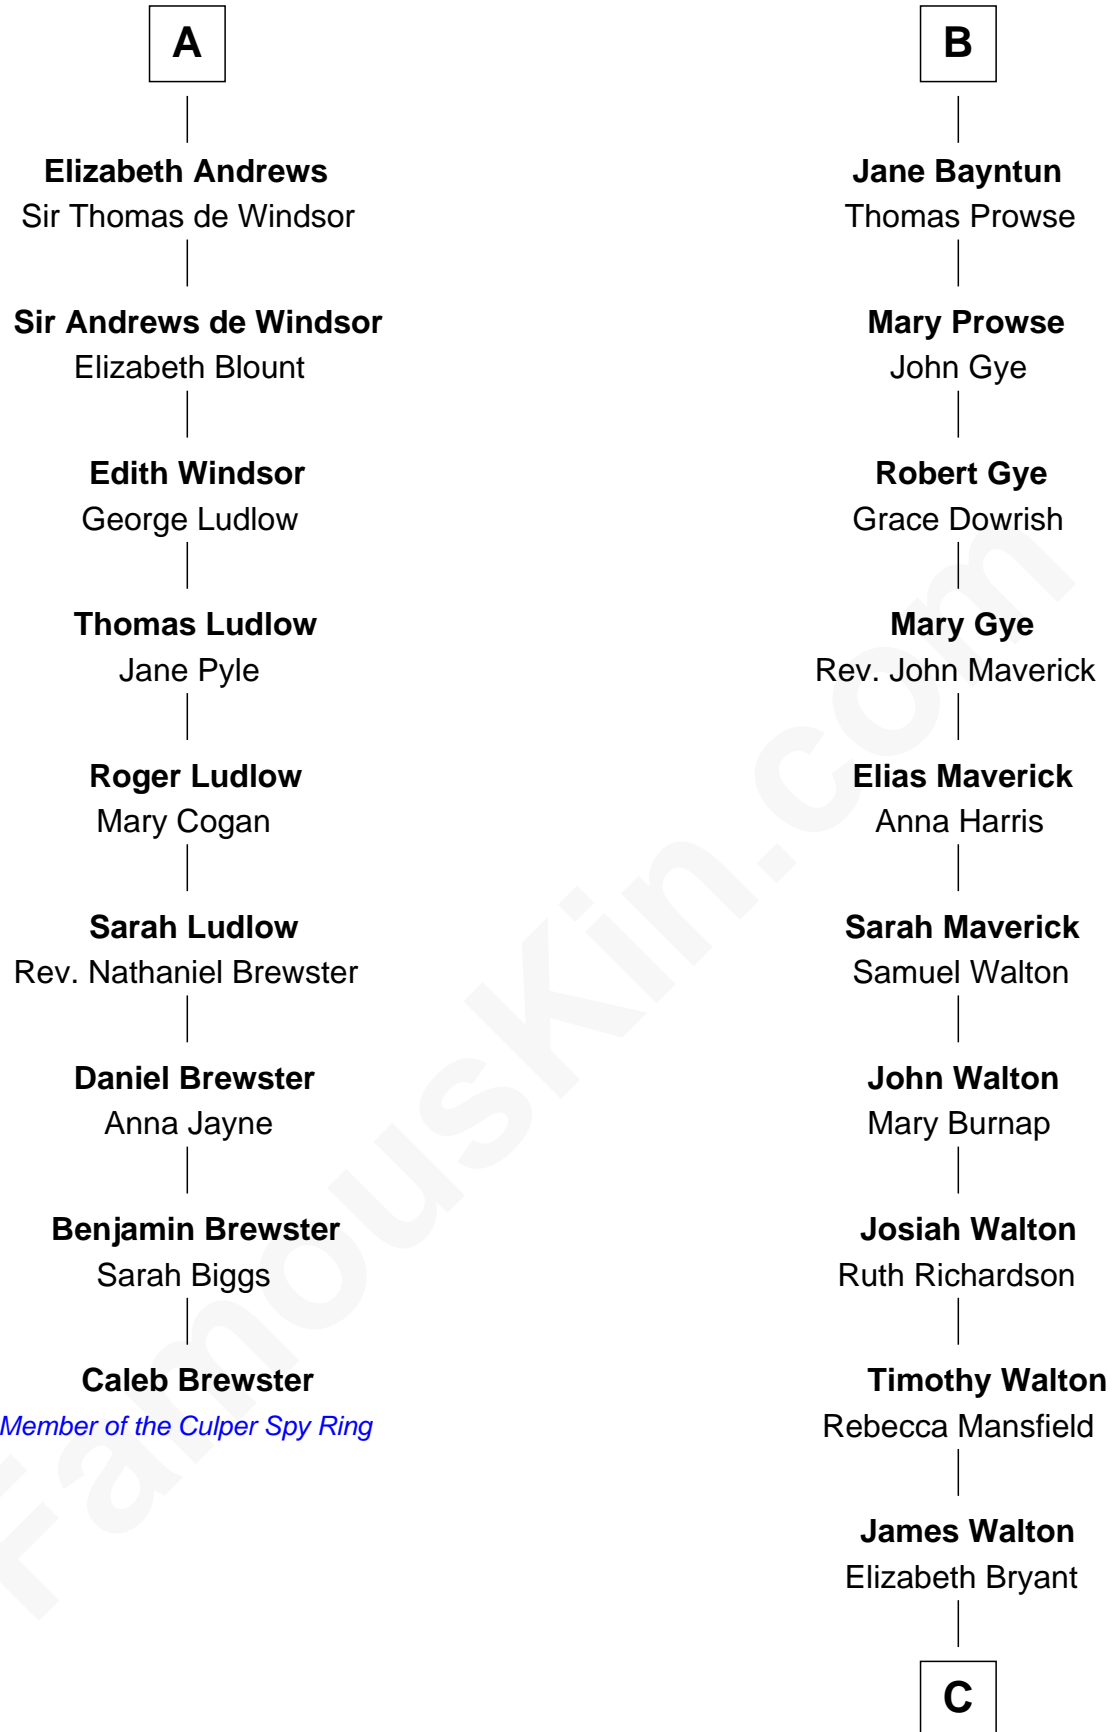 A
Elizabeth Andrews
Sir Thomas de Windsor
Sir Andrews de Windsor
Elizabeth Blount
Edith Windsor
George Ludlow
Thomas Ludlow
Jane Pyle
Roger Ludlow
Mary Cogan
Sarah Ludlow
Rev. Nathaniel Brewster
Daniel Brewster
Anna Jayne
Benjamin Brewster
Sarah Biggs
Caleb Brewster
Member of the Culper Spy Ring
B
Jane Bayntun
Thomas Prowse
Mary Prowse
John Gye
Robert Gye
Grace Dowrish
Mary Gye
Rev. John Maverick
Elias Maverick
Anna Harris
Sarah Maverick
Samuel Walton
John Walton
Mary Burnap
Josiah Walton
Ruth Richardson
Timothy Walton
Rebecca Mansfield
James Walton
Elizabeth Bryant
C
FamousKin.com